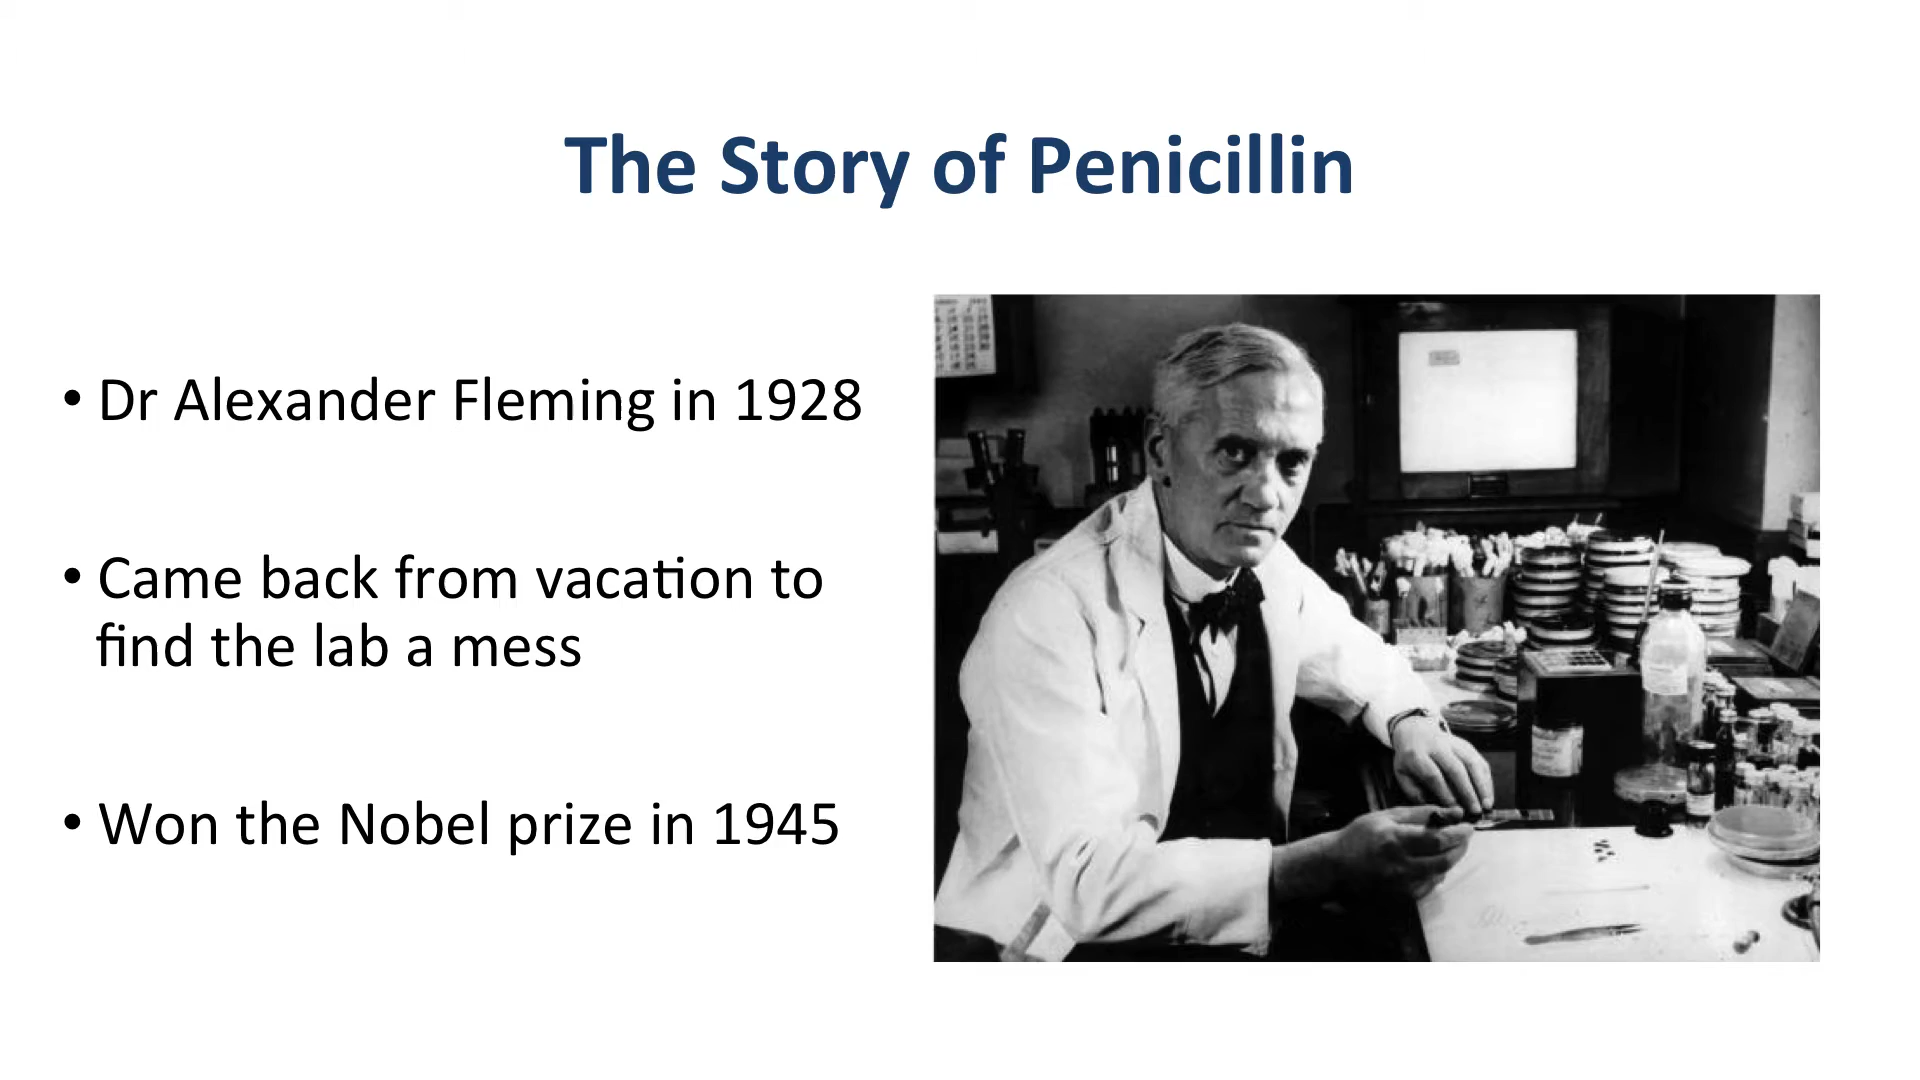 The Story of Penicillin
• Dr Alexander Fleming in 1928
• Came back from vacation to
find the lab a mess
• Won the Nobel prize in 1945